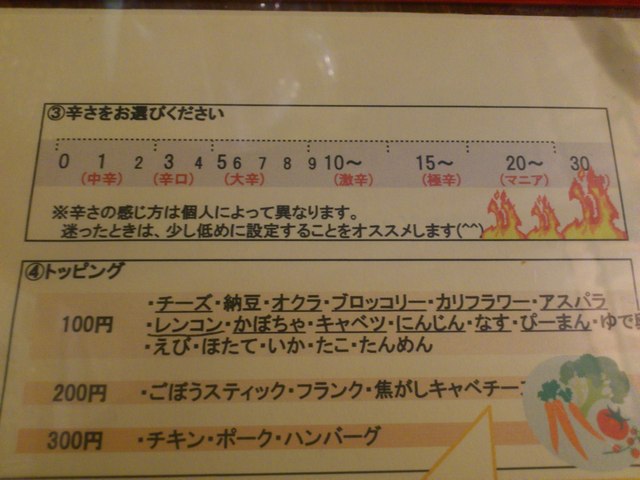 ③辛さをお選びください
0 1 2 3 4 5 6 7 8 9 10〜 15〜 20〜 30
(中辛) (辛口) (大辛) (激辛) (極辛) (マニア)
※辛さの感じ方は個人によって異なります。
迷ったときは、少し低めに設定することをオススメします(^^)
④トッピング
・チーズ・納豆・オクラ・ブロッコリー・カリフラワー・アスパラ
100円 ・レンコン・かぼちゃ・キャベツ・にんじん・なす・ぴーまん・ゆで
・えび・ほたて・いか・たこ・たんめん
200円 ・ごぼうスティック・フランク・焦がしキャベチー
300円 ・チキン・ポーク・ハンバーグ